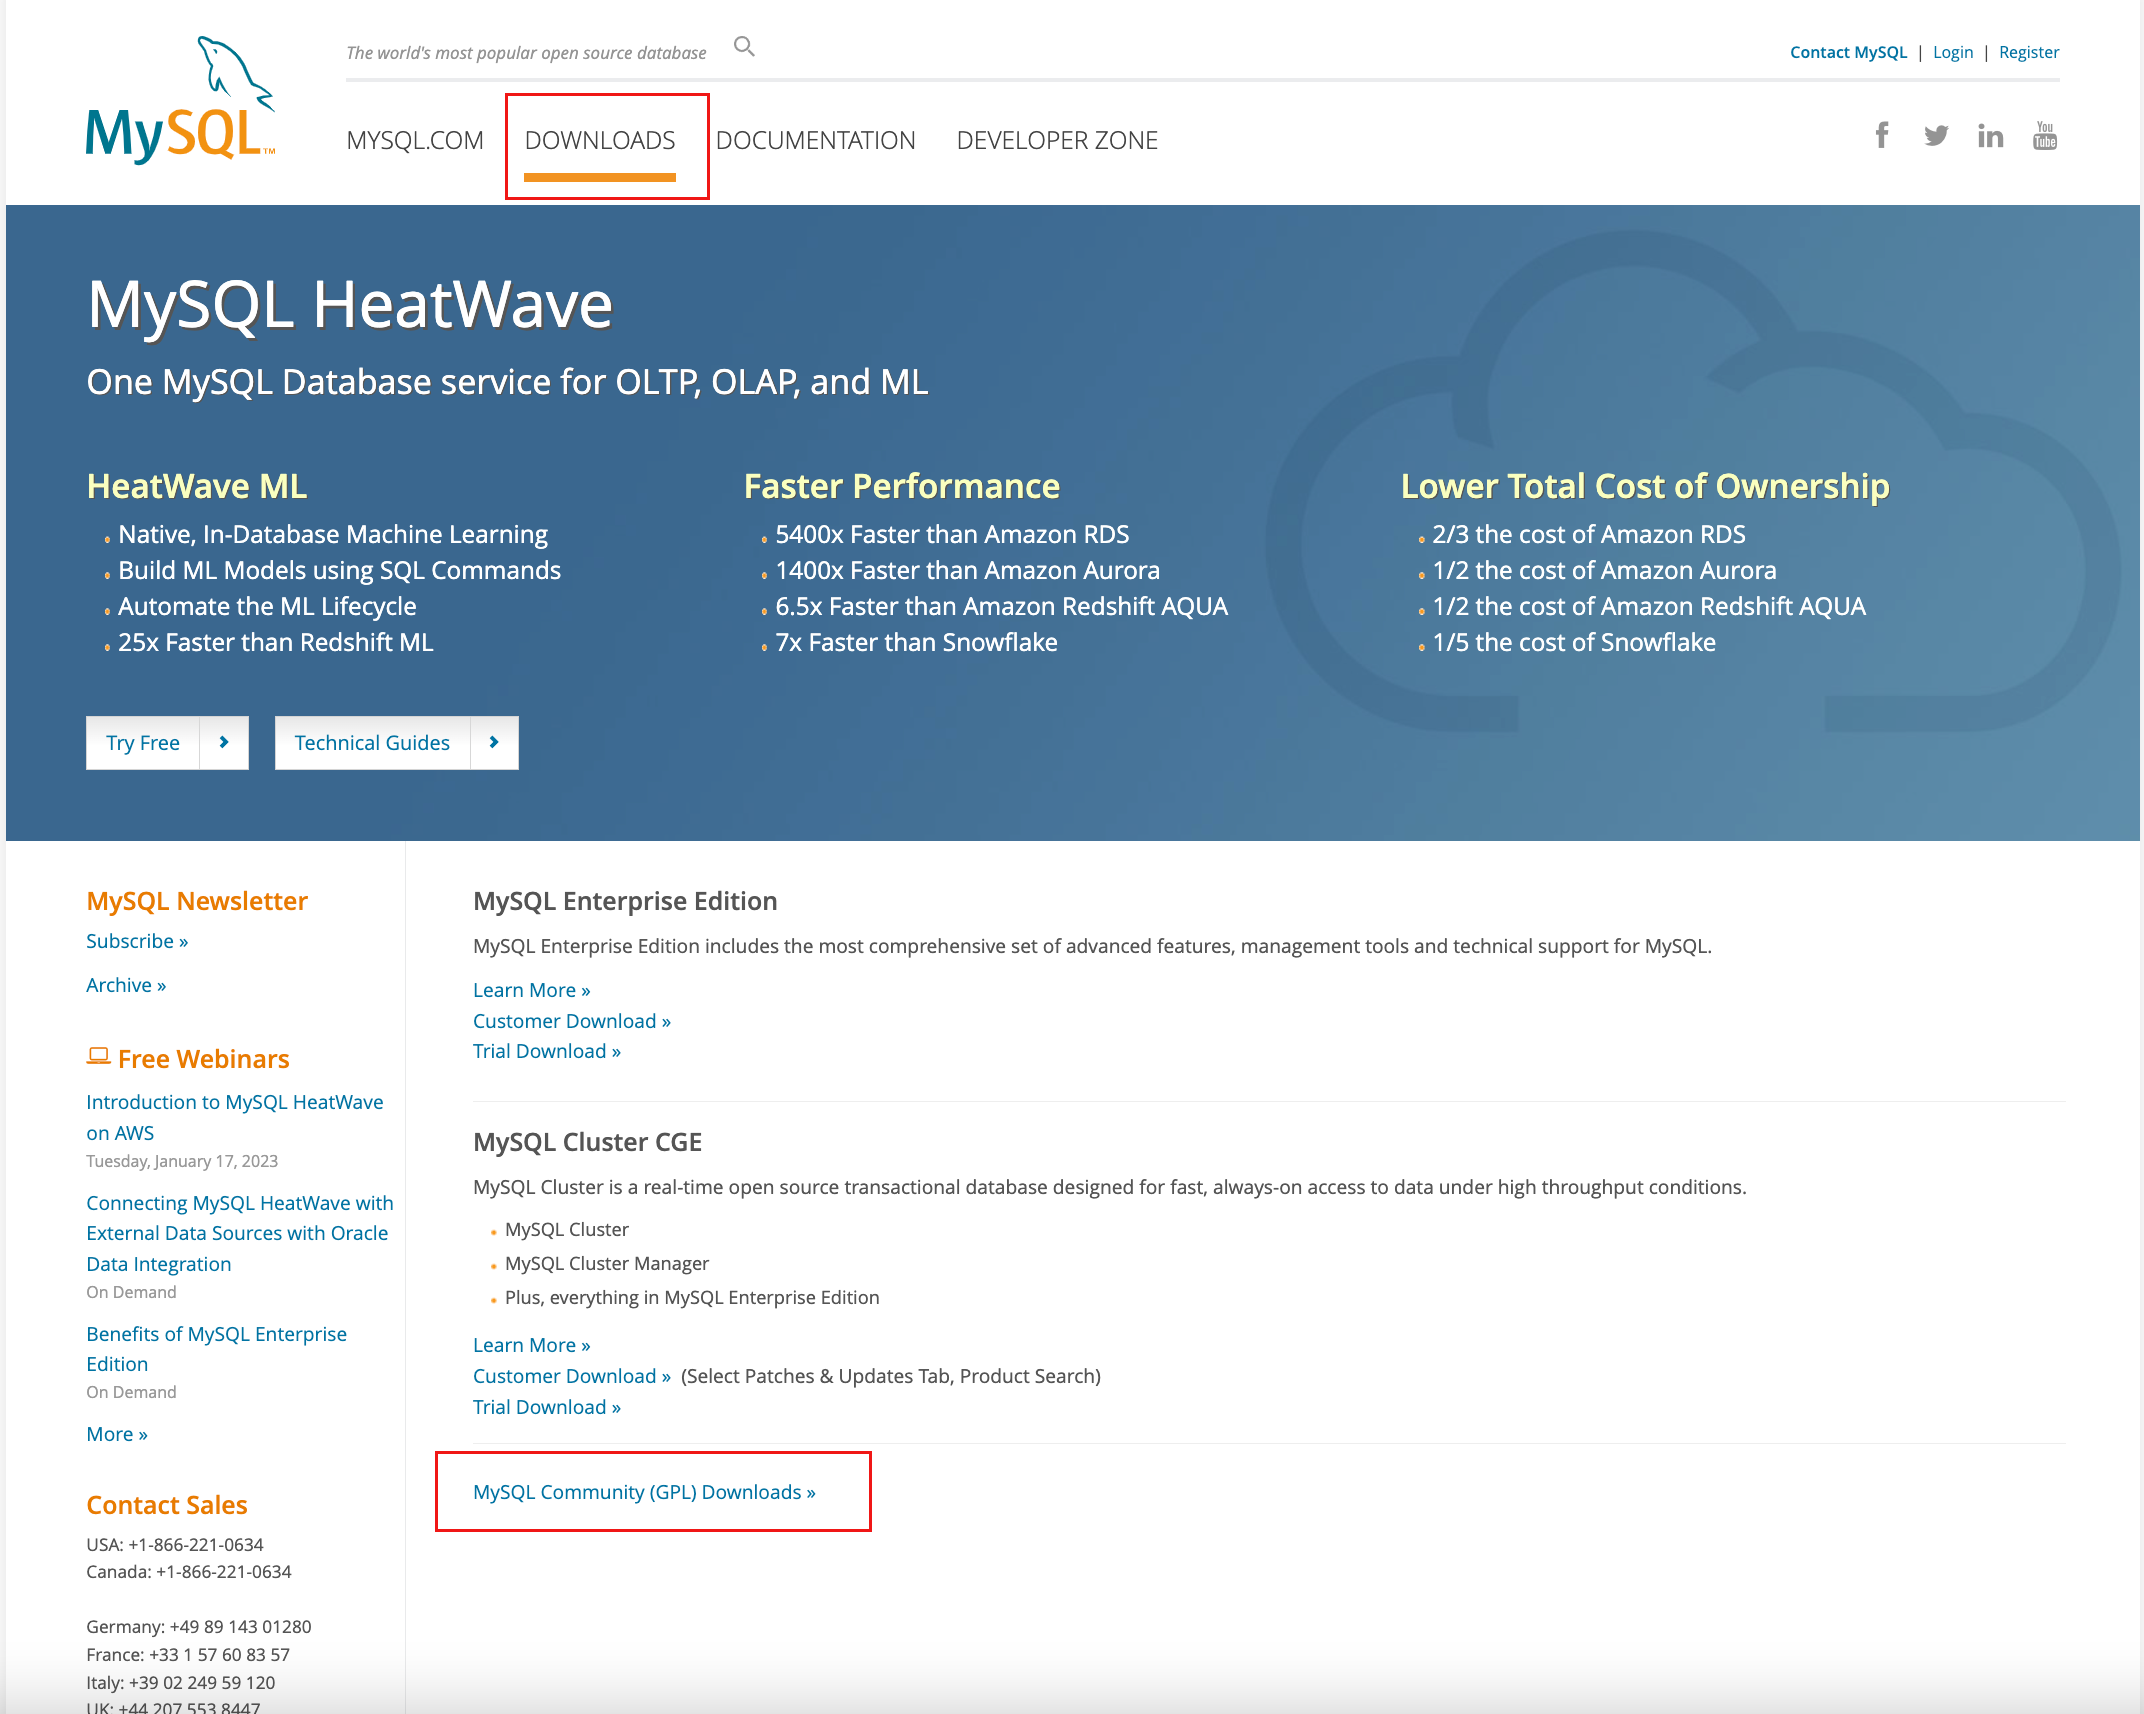 MySQL™
The world's most popular open source database
Contact MySQL | Login | Register
MYSQL.COM
DOWNLOADS
DOCUMENTATION
DEVELOPER ZONE
You
Tube
MySQL HeatWave
One MySQL Database service for OLTP, OLAP, and ML
HeatWave ML
Native, In-Database Machine Learning
Build ML Models using SQL Commands
Automate the ML Lifecycle
25x Faster than Redshift ML
Faster Performance
5400x Faster than Amazon RDS
1400x Faster than Amazon Aurora
6.5x Faster than Amazon Redshift AQUA
7x Faster than Snowflake
Lower Total Cost of Ownership
2/3 the cost of Amazon RDS
1/2 the cost of Amazon Aurora
1/2 the cost of Amazon Redshift AQUA
1/5 the cost of Snowflake
Try Free
Technical Guides
MySQL Newsletter
Subscribe »
Archive »
Free Webinars
Introduction to MySQL HeatWave
on AWS
Tuesday, January 17, 2023
Connecting MySQL HeatWave with
External Data Sources with Oracle
Data Integration
On Demand
Benefits of MySQL Enterprise
Edition
On Demand
More »
Contact Sales
USA: +1-866-221-0634
Canada: +1-866-221-0634
Germany: +49 89 143 01280
France: +33 1 57 60 83 57
Italy: +39 02 249 59 120
UK: +44 207 553 8447
MySQL Enterprise Edition
MySQL Enterprise Edition includes the most comprehensive set of advanced features, management tools and technical support for MySQL.
Learn More »
Customer Download »
Trial Download »
MySQL Cluster CGE
MySQL Cluster is a real-time open source transactional database designed for fast, always-on access to data under high throughput conditions.
MySQL Cluster
MySQL Cluster Manager
Plus, everything in MySQL Enterprise Edition
Learn More »
Customer Download » (Select Patches & Updates Tab, Product Search)
Trial Download »
MySQL Community (GPL) Downloads »